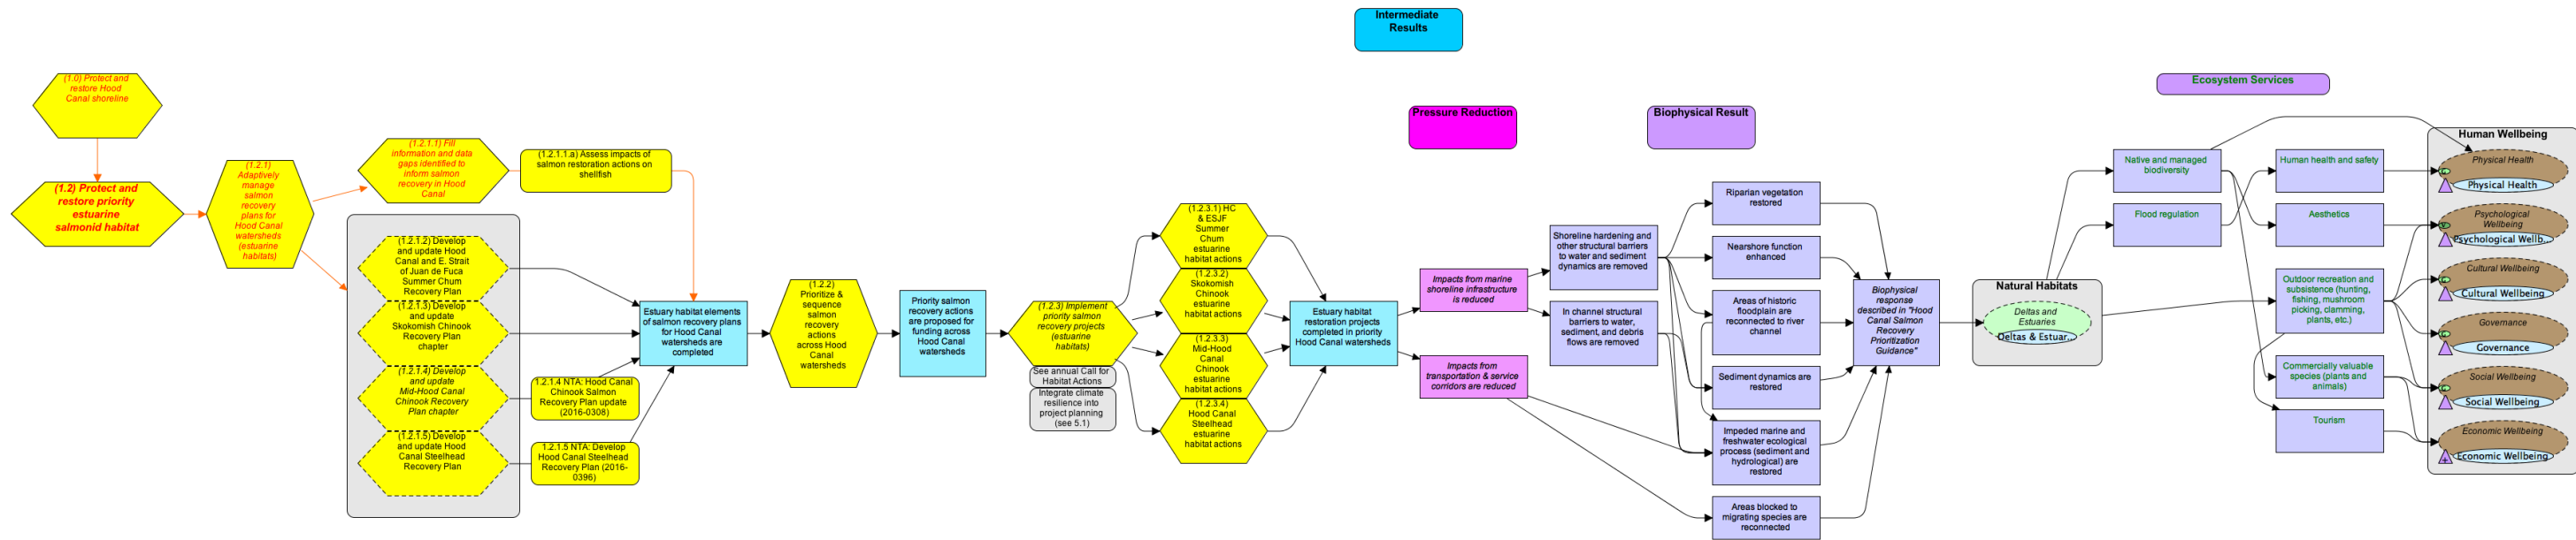 Intermediate
Results
(1.0) Protect and
restore Hood
Canal shoreline
Ecosystem Services
Pressure Reduction
Biophysical Result
Human Wellbeing
(1.2) Protect and
restore priority
estuarine
salmonid habitat
(1.2.1)
Adaptively
manage
salmon
recovery
plans for
Hood Canal
watersheds
(estuarine
habitats)
(1.2.1.1) Fill
information and data
gaps identified to
inform salmon
recovery in Hood
Canal
(1.2.1.1.a) Assess impacts of
salmon restoration actions on
shellfish
(1.2.1.2) Develop
and update Hood
Canal and E. Strait
of Juan de Fuca
Summer Chum
Recovery Plan
(1.2.1.3) Develop
and update
Skokomish Chinook
Recovery Plan
chapter
(1.2.1.4) Develop
and update
Mid-Hood Canal
Chinook Recovery
Plan chapter
(1.2.1.5) Develop
and update Hood
Canal Steelhead
Recovery Plan
1.2.1.4 NTA: Hood Canal
Chinook Salmon
Recovery Plan update
(2016-0308)
1.2.1.5 NTA: Develop
Hood Canal Steelhead
Recovery Plan (2016-
0396)
Estuary habitat elements
of salmon recovery plans
for Hood Canal
watersheds are
completed
(1.2.2)
Prioritize &
sequence
salmon
recovery
actions
across Hood
Canal
watersheds
Priority salmon
recovery actions
are proposed for
funding across
Hood Canal
watersheds
(1.2.3) Implement
priority salmon
recovery projects
(estuarine
habitats)
See annual Call for
Habitat Actions
Integrate climate
resilience into
project planning
(see 5.1)
(1.2.3.1) HC
& ESJF
Summer
Chum
estuarine
habitat actions
(1.2.3.2)
Skokomish
Chinook
estuarine
habitat actions
(1.2.3.3)
Mid-Hood
Canal
Chinook
estuarine
habitat actions
(1.2.3.4)
Hood Canal
Steelhead
estuarine
habitat actions
Estuary habitat
restoration projects
completed in priority
Hood Canal watersheds
Impacts from marine
shoreline infrastructure
is reduced
Impacts from
transportation & service
corridors are reduced
Shoreline hardening and
other structural barriers
to water and sediment
dynamics are removed
In channel structural
barriers to water,
sediment, and debris
flows are removed
Riparian vegetation
restored
Nearshore function
enhanced
Areas of historic
floodplain are
reconnected to river
channel
Sediment dynamics are
restored
Impeded marine and
freshwater ecological
process (sediment and
hydrological) are
restored
Areas blocked to
migrating species are
reconnected
Biophysical
response
described in "Hood
Canal Salmon
Recovery
Prioritization
Guidance"
Natural Habitats
Deltas and
Estuaries
Deltas & Estuar...
Native and managed
biodiversity
Flood regulation
Human health and safety
Aesthetics
Outdoor recreation and
subsistence (hunting,
fishing, mushroom
picking, clamming,
plants, etc.)
Commercially valuable
species (plants and
animals)
Tourism
Physical Health
Physical Health
Psychological
Wellbeing
Psychological Wellb...
Cultural Wellbeing
Cultural Wellbeing
Governance
Governance
Social Wellbeing
Social Wellbeing
Economic Wellbeing
Economic Wellbeing